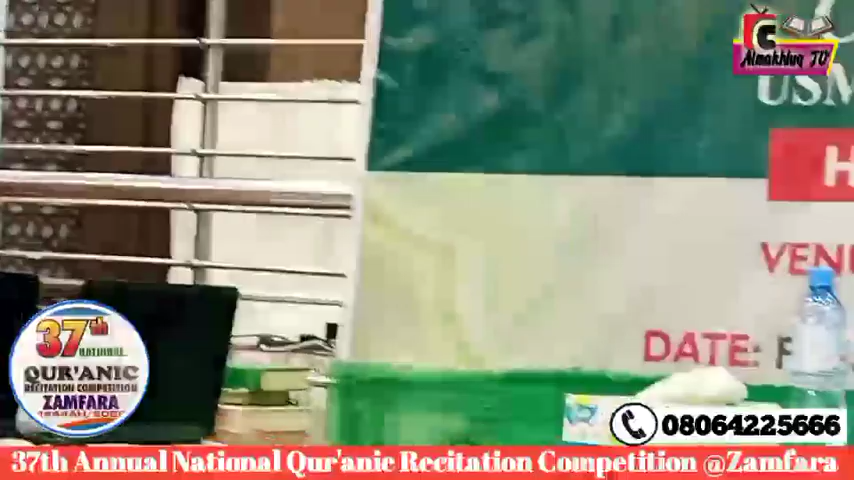 Almakhluq TV
USM
H
VEN
DATE: F
37th
NATIONAL
QUR'ANIC
RECITATION COMPETITION
ZAMFARA
08064225666
37th Annual National Qur'anic Recitation Competition @Zamfara